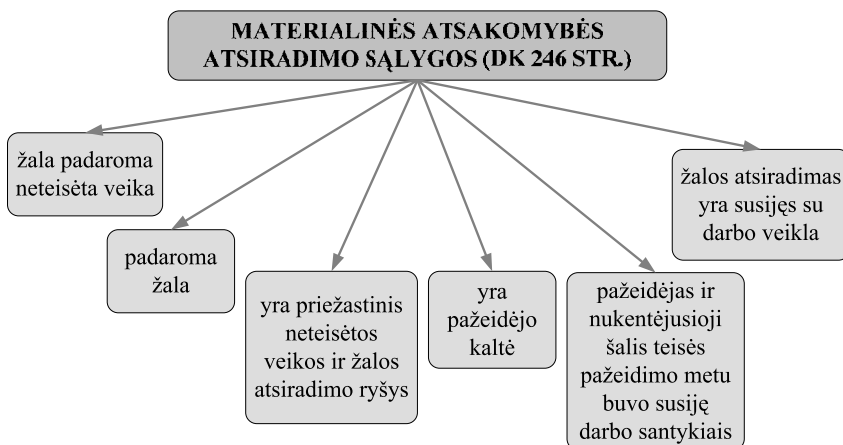 MATERIALINĖS ATSAKOMYBĖS
ATSIRADIMO SĄLYGOS (DK 246 STR.)
žala padaroma
neteisėta veika
padaroma
žala
yra priežastinis
neteisėtos
veikos ir žalos
atsiradimo ryšys
yra
pažeidėjo
kaltė
pažeidėjas ir
nukentėjusioji
šalis teisės
pažeidimo metu
buvo susiję
darbo santykiais
žalos atsiradimas
yra susijęs su
darbo veikla